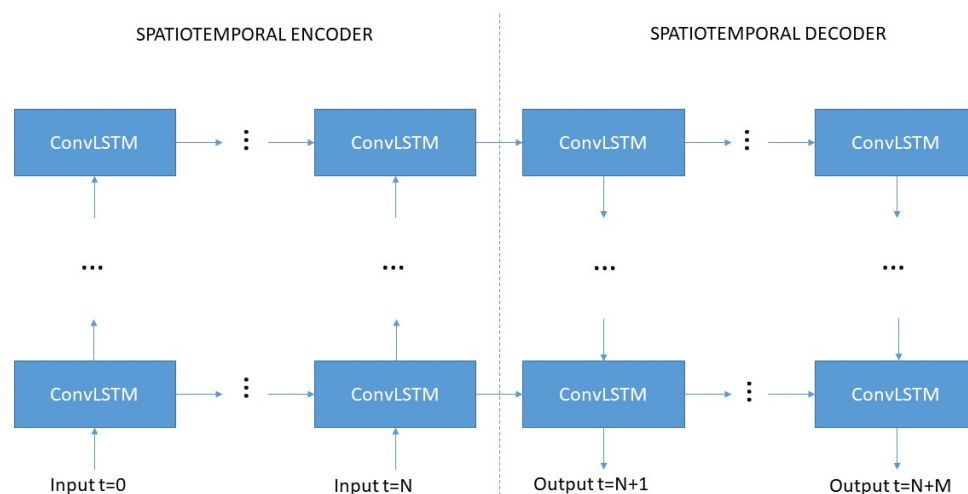 SPATIOTEMPORAL ENCODER
SPATIOTEMPORAL DECODER
ConvLSTM
ConvLSTM
ConvLSTM
ConvLSTM
...
...
...
...
ConvLSTM
ConvLSTM
ConvLSTM
ConvLSTM
Input t=0
Input t=N
Output t=N+1
Output t=N+M